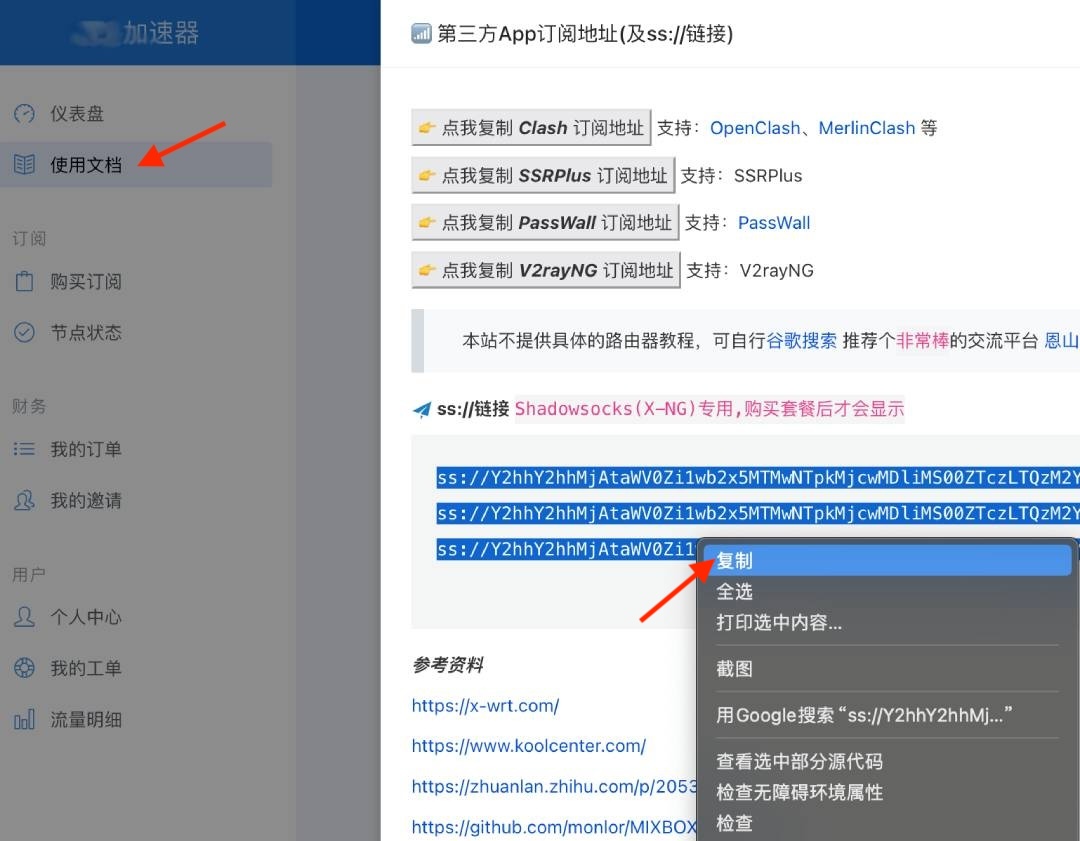 加速器
仪表盘
使用文档
订阅
购买订阅
节点状态
财务
我的订单
我的邀请
用户
个人中心
我的工单
流量明细
第三方App订阅地址(及ss://链接)
点我复制 Clash 订阅地址 支持：OpenClash、MerlinClash 等
点我复制 SSRPlus 订阅地址 支持：SSRPlus
点我复制 PassWall 订阅地址 支持：PassWall
点我复制 V2rayNG 订阅地址 支持：V2rayNG
本站不提供具体的路由器教程，可自行谷歌搜索 推荐个非常棒的交流平台 恩山
ss://链接 Shadowsocks(X-NG)专用,购买套餐后才会显示
ss://Y2hhY2hhMjAtaWV0Zi1wb2x5MTMwNTpkMjcwMDliMS00ZTczLTQzM2Y
ss://Y2hhY2hhMjAtaWV0Zi1wb2x5MTMwNTpkMjcwMDliMS00ZTczLTQzM2Y
ss://Y2hhY2hhMjAtaWV0Zi1
复制
全选
打印选中内容...
截图
用Google搜索“ss://Y2hhY2hhMj...”
查看选中部分源代码
检查无障碍环境属性
检查
参考资料
https://x-wrt.com/
https://www.koolcenter.com/
https://zhuanlan.zhihu.com/p/2053
https://github.com/monlor/MIXBOX